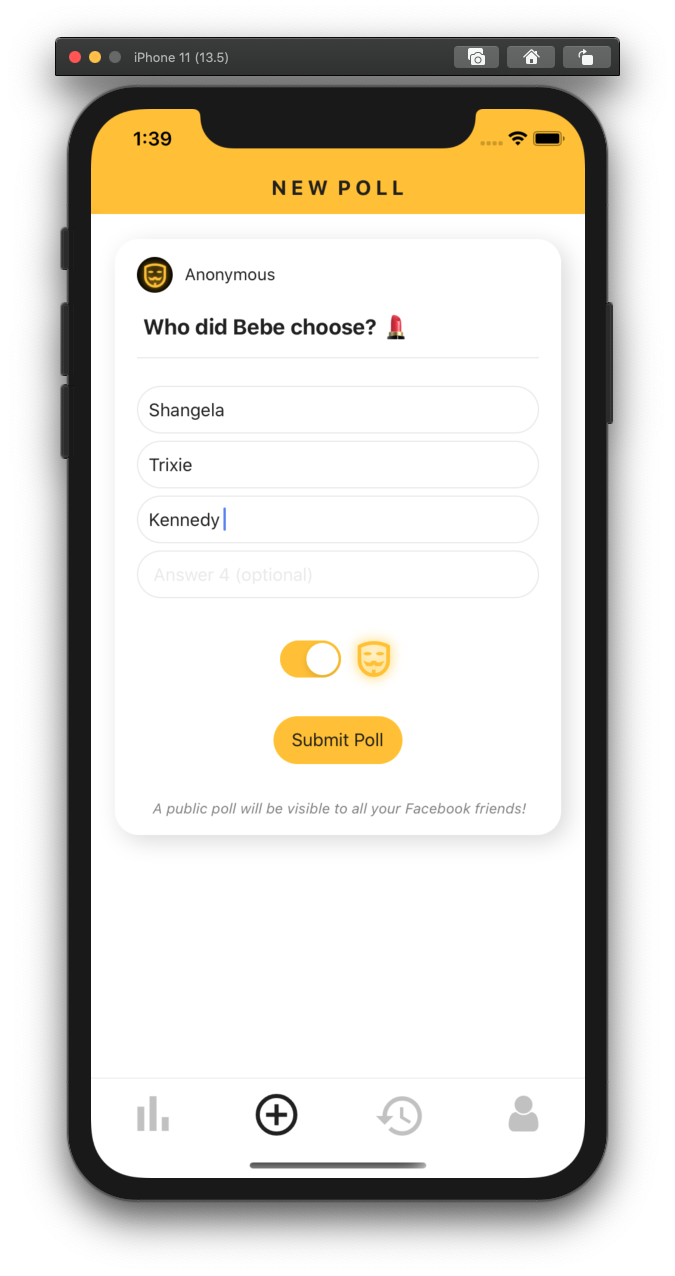 iPhone 11 (13.5)
1:39
NEW POLL
Anonymous
Who did Bebe choose? 💄
Shangela
Trixie
Kennedy
Answer 4 (optional)
Submit Poll
A public poll will be visible to all your Facebook friends!